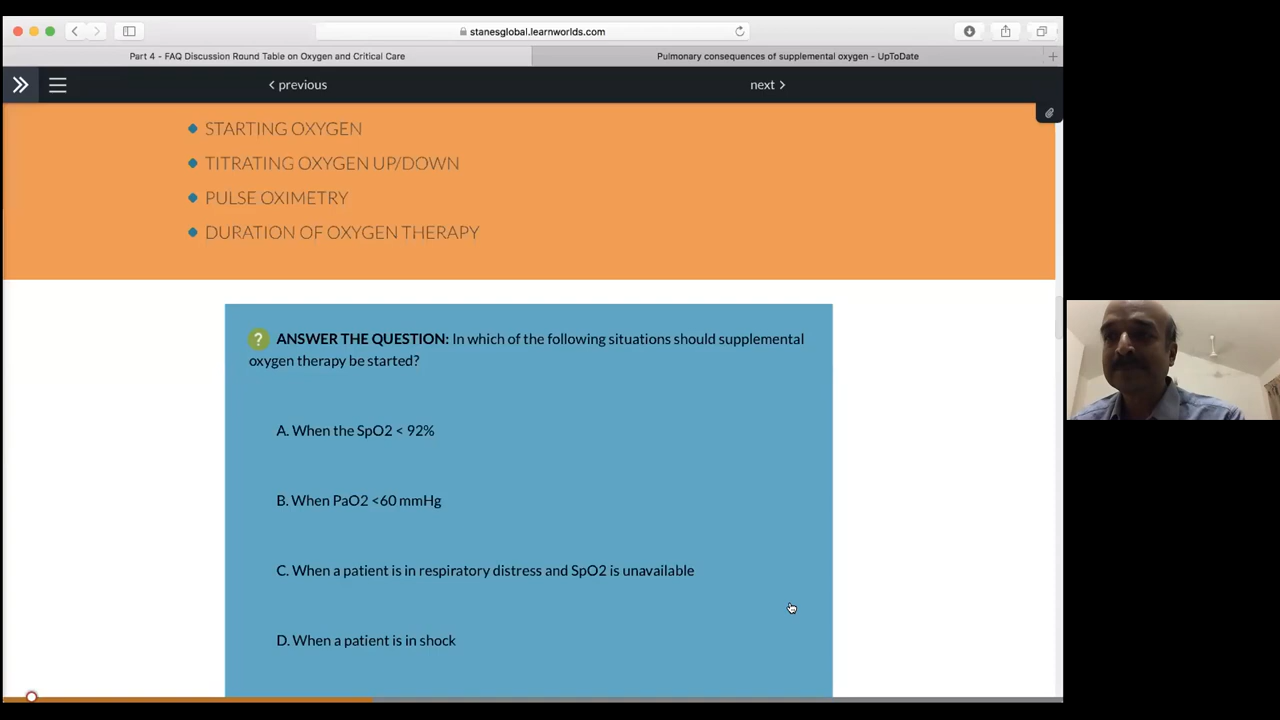 stanesglobal.learnworlds.com
Part 4 - FAQ Discussion Round Table on Oxygen and Critical Care
Pulmonary consequences of supplemental oxygen - UpToDate
previous
next
STARTING OXYGEN
TITRATING OXYGEN UP/DOWN
PULSE OXIMETRY
DURATION OF OXYGEN THERAPY
? ANSWER THE QUESTION: In which of the following situations should supplemental
oxygen therapy be started?
A. When the SpO2 < 92%
B. When PaO2 <60 mmHg
C. When a patient is in respiratory distress and SpO2 is unavailable
D. When a patient is in shock